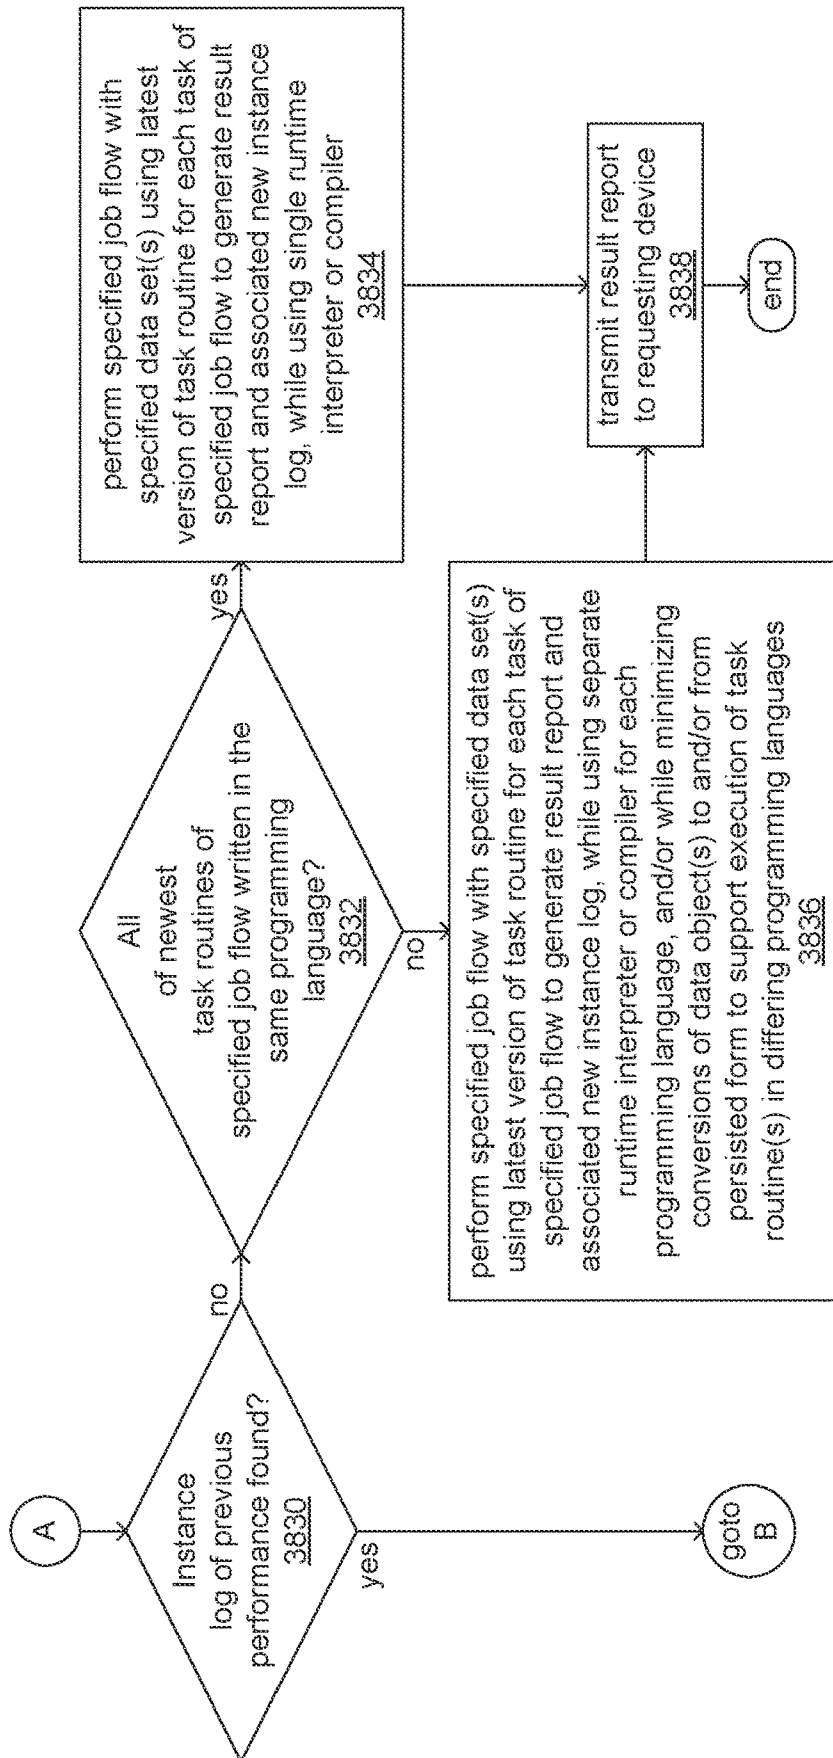 A
Instance
log of previous
performance found?
3830
no
yes
goto
B
All
of newest
task routines of
specified job flow written in the
same programming
language?
3832
yes
no
perform specified job flow with
specified data set(s) using latest
version of task routine for each task of
specified job flow to generate result
report and associated new instance
log, while using single runtime
interpreter or compiler
3834
perform specified job flow with specified data set(s)
using latest version of task routine for each task of
specified job flow to generate result report and
associated new instance log, while using separate
runtime interpreter or compiler for each
programming language, and/or while minimizing
conversions of data object(s) to and/or from
persisted form to support execution of task
routine(s) in differing programming languages
3836
transmit result report
to requesting device
3838
end